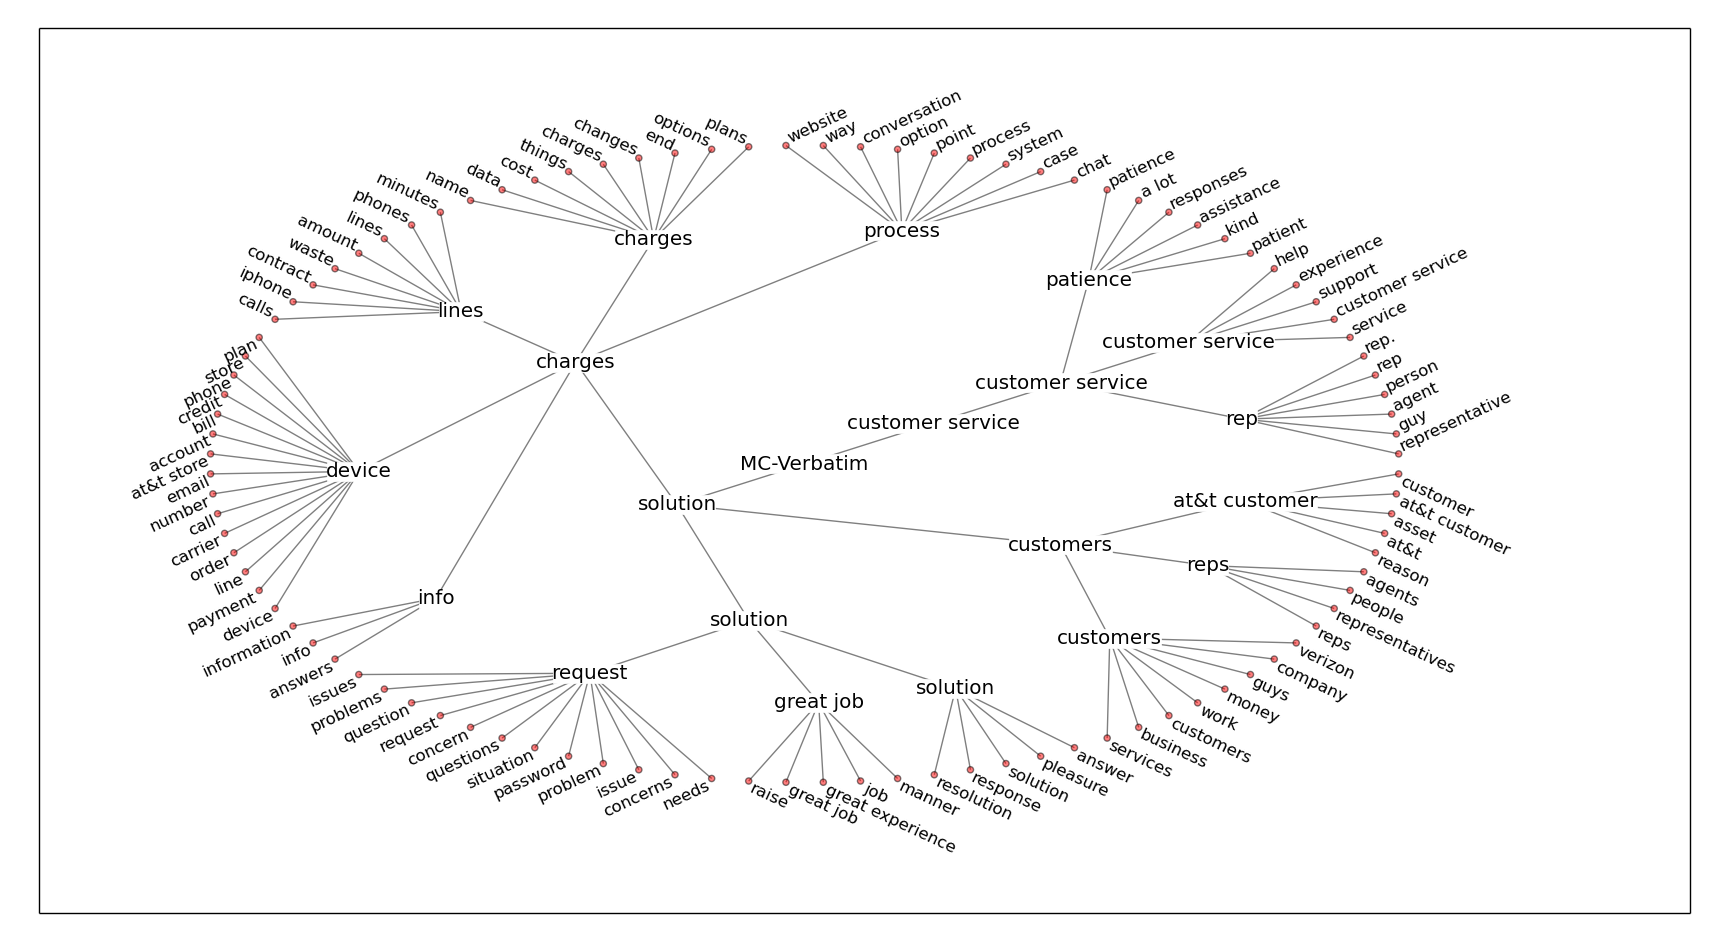 plans
options
end
changes
charges
things
cost
data
name
charges
website
way
conversation
option
point
process
system
case
chat
process
patience
a lot
responses
assistance
kind
patient
patience
help
experience
support
customer service
service
customer service
customer service
customer service
MC-Verbatim
rep.
rep
person
agent
guy
representative
rep
minutes
phones
lines
amount
waste
contract
iphone
calls
lines
charges
plan
store
phone
credit
bill
account
at&t store
email
number
call
carrier
order
line
payment
device
device
information
info
answers
info
solution
solution
issues
problems
question
request
concern
questions
situation
password
problem
issue
concerns
needs
request
great job
raise
great job
great experience
job
manner
solution
resolution
response
solution
pleasure
answer
customers
at&t customer
customer
at&t customer
asset
at&t
reason
reps
agents
people
representatives
reps
customers
verizon
company
guys
money
work
customers
business
services